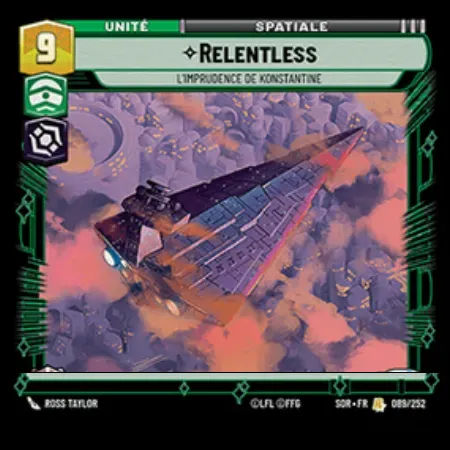 UNITÉ
SPATIALE
9
RELENTLESS
L'IMPRUDENCE DE KONSTANTINE
ROSS TAYLOR
©LFL ©FFG
SOR • FR
089/252